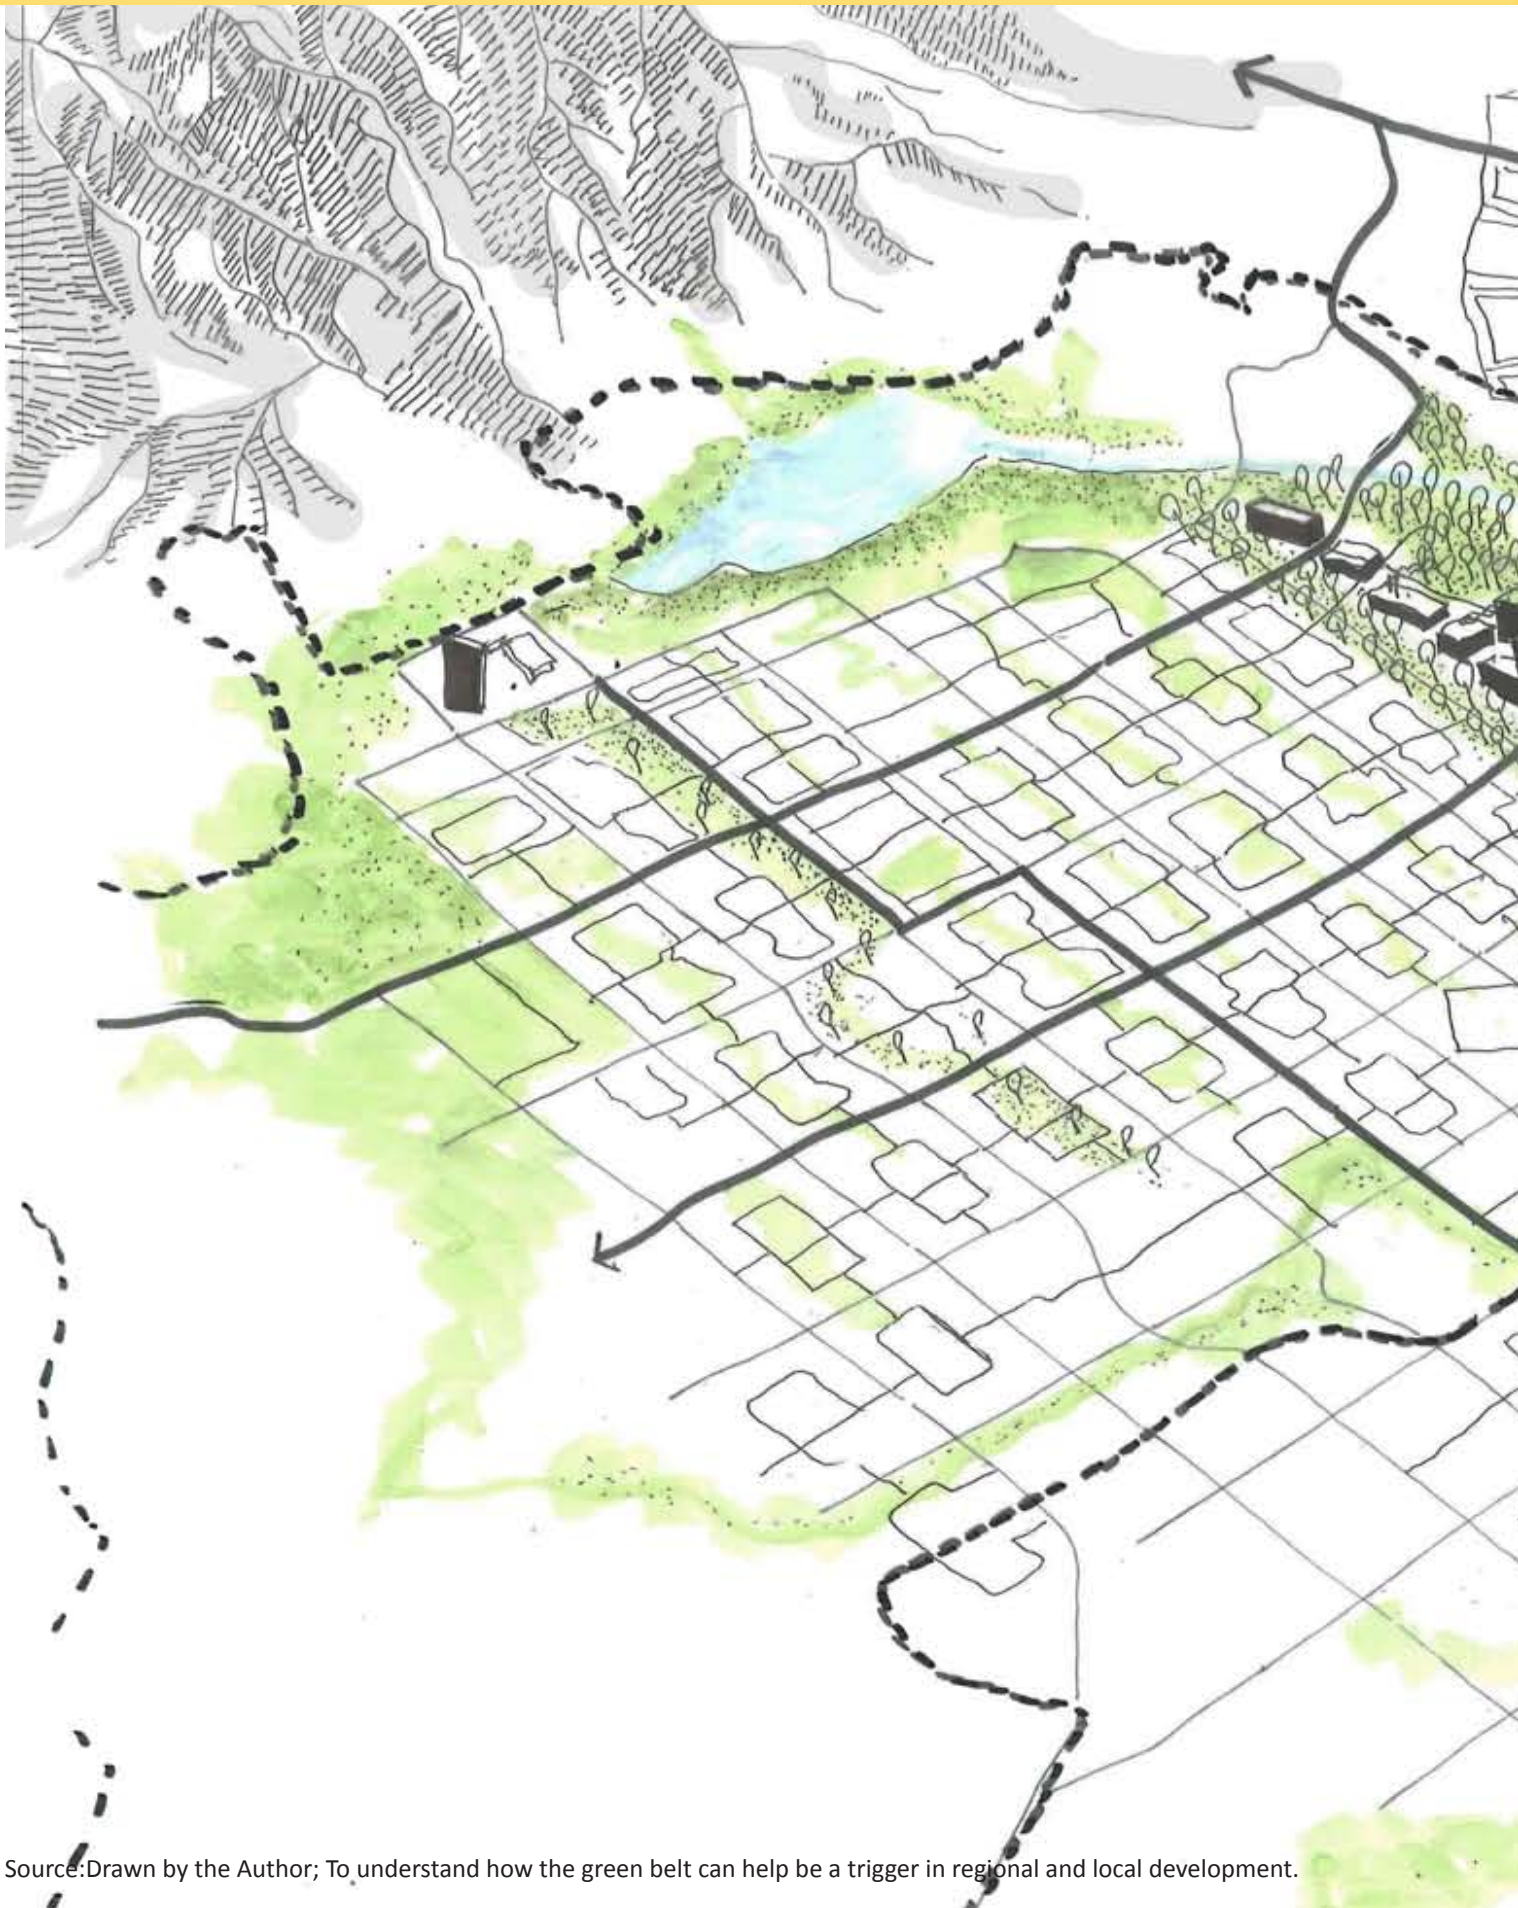 Source:Drawn by the Author; To understand how the green belt can help be a trigger in regional and local development.